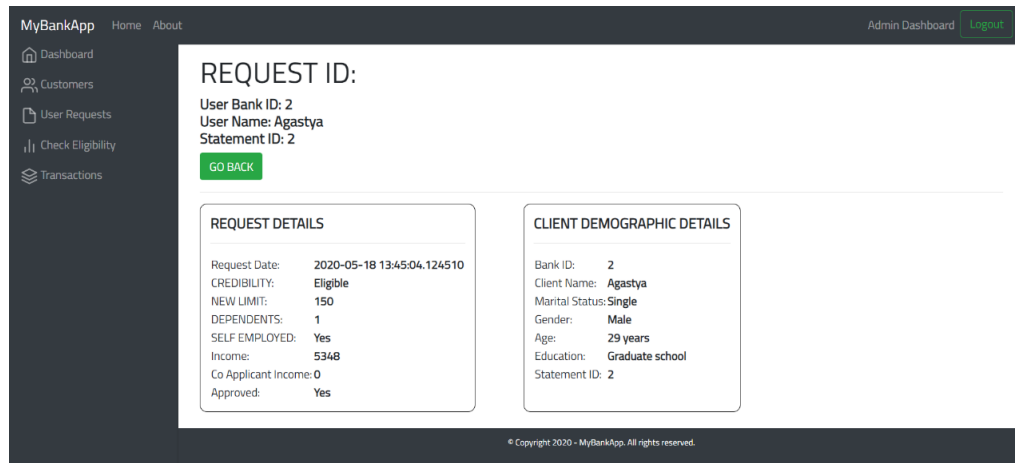 MyBankApp Home About Admin Dashboard Logout
Dashboard
Customers
User Requests
Check Eligibility
Transactions
REQUEST ID:
User Bank ID: 2
User Name: Agastya
Statement ID: 2
GO BACK
REQUEST DETAILS
Request Date: 2020-05-18 13:45:04.124510
CREDIBILITY: Eligible
NEW LIMIT: 150
DEPENDENTS: 1
SELF EMPLOYED: Yes
Income: 5348
Co Applicant Income: 0
Approved: Yes
CLIENT DEMOGRAPHIC DETAILS
Bank ID: 2
Client Name: Agastya
Marital Status: Single
Gender: Male
Age: 29 years
Education: Graduate school
Statement ID: 2
© Copyright 2020 - MyBankApp. All rights reserved.